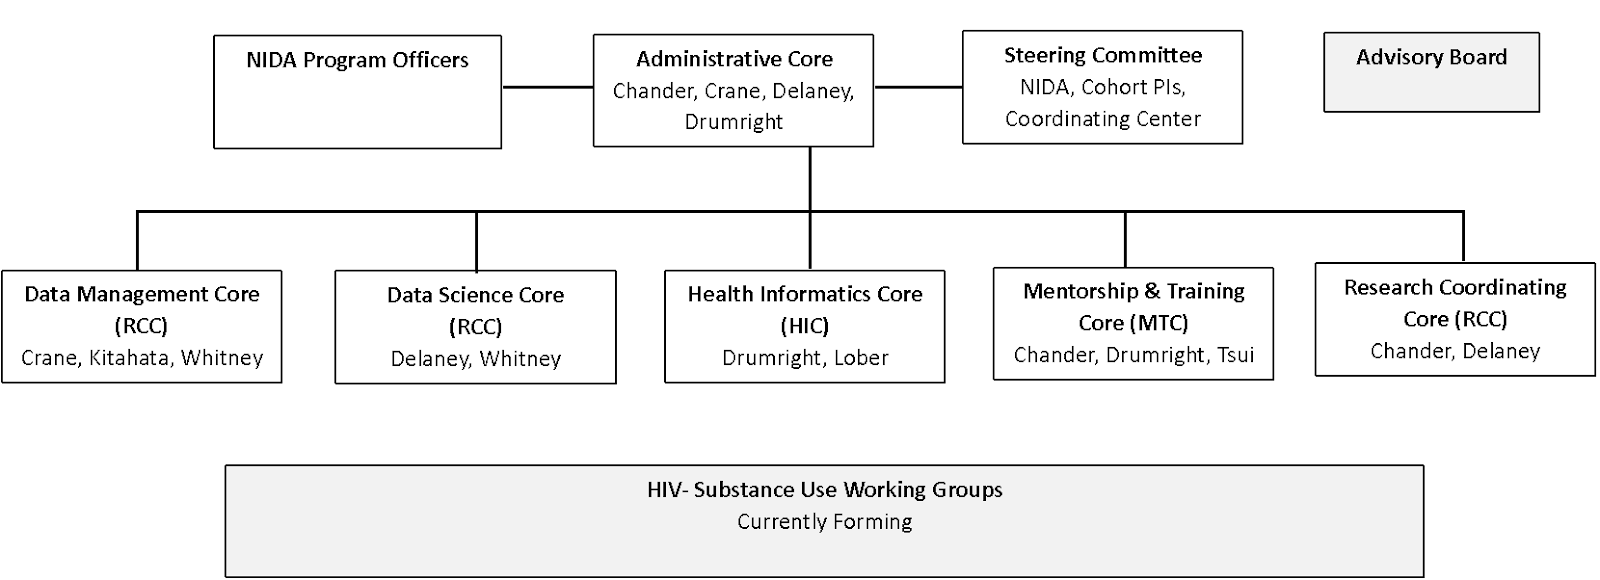 NIDA Program Officers
Administrative Core
Chander, Crane, Delaney,
Drumright
Steering Committee
NIDA, Cohort PIs,
Coordinating Center
Advisory Board
Data Management Core
(RCC)
Crane, Kitahata, Whitney
Data Science Core
(RCC)
Delaney, Whitney
Health Informatics Core
(HIC)
Drumright, Lober
Mentorship & Training
Core (MTC)
Chander, Drumright, Tsui
Research Coordinating
Core (RCC)
Chander, Delaney
HIV- Substance Use Working Groups
Currently Forming